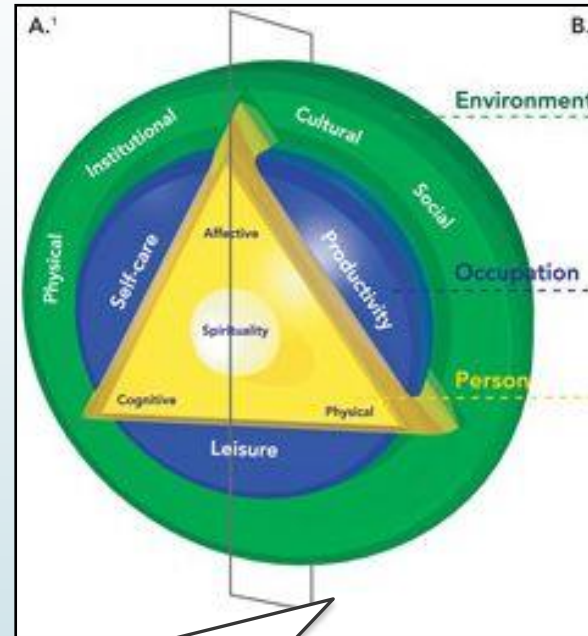 A.¹
B.
Environment
Institutional
Cultural
Social
Physical
Self-care
Affective
Productivity
Occupation
Spirituality
Person
Cognitive
Physical
Leisure